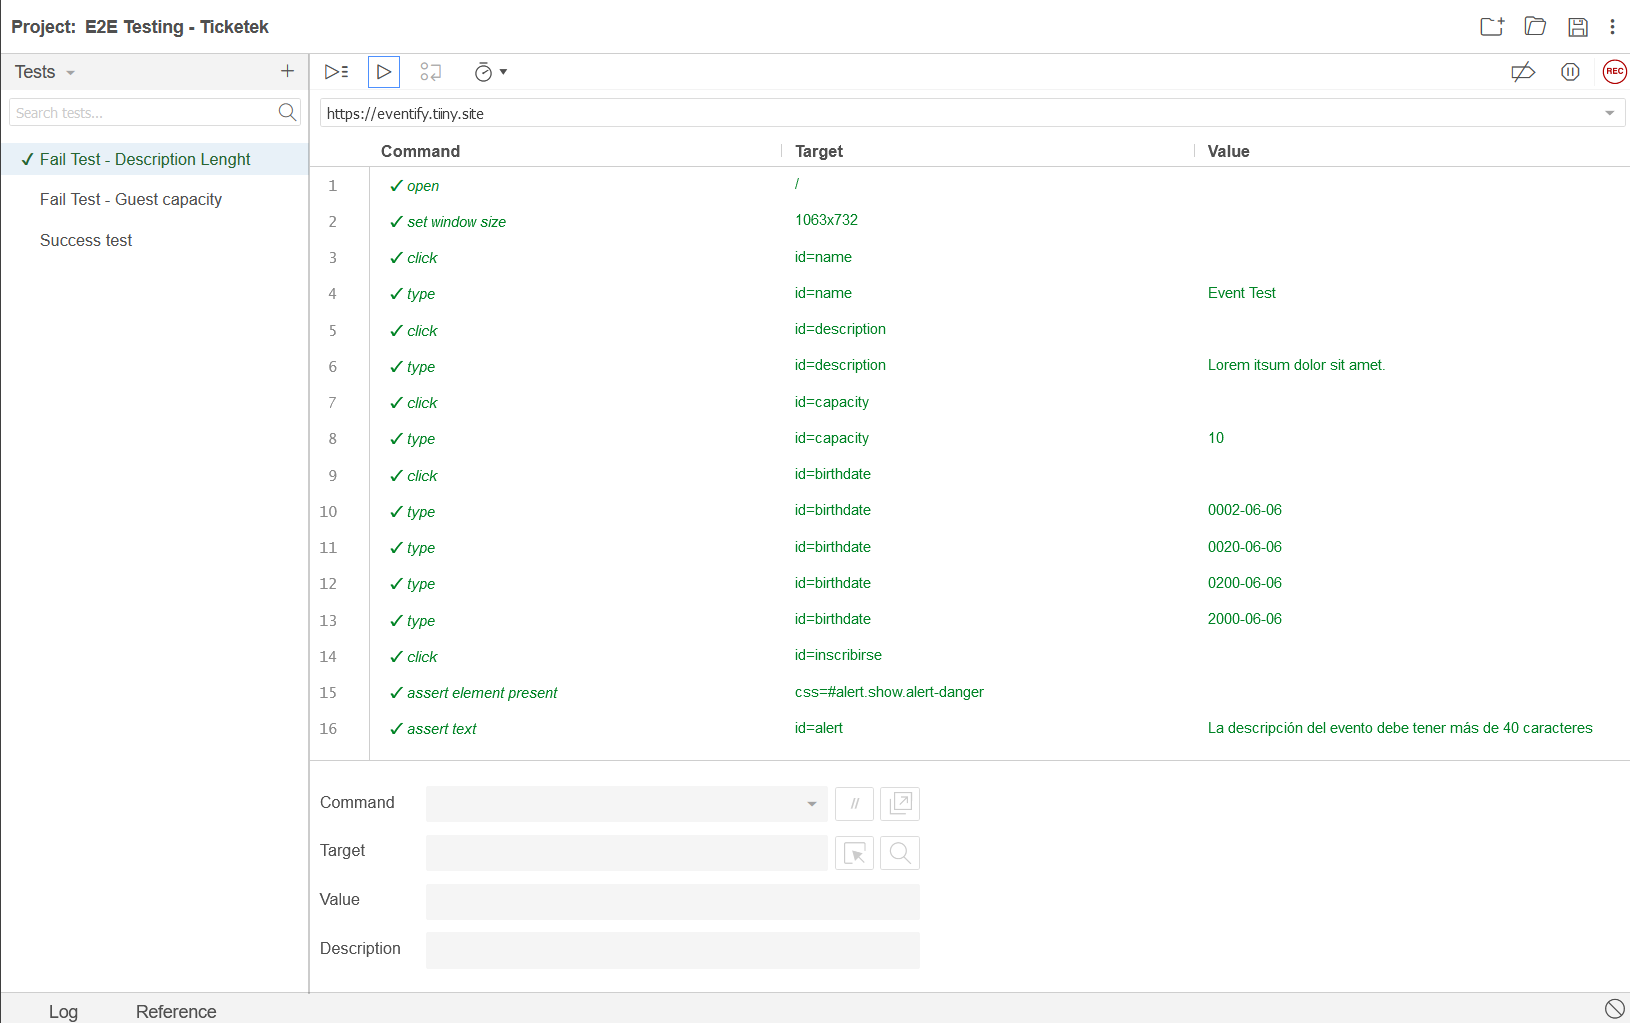 Project: E2E Testing - Ticketek
Tests
Search tests...
✓ Fail Test - Description Lenght
Fail Test - Guest capacity
Success test
REC
https://eventify.tiiny.site
Command Target Value
1 ✓ open /
2 ✓ set window size 1063x732
3 ✓ click id=name
4 ✓ type id=name Event Test
5 ✓ click id=description
6 ✓ type id=description Lorem itsum dolor sit amet.
7 ✓ click id=capacity
8 ✓ type id=capacity 10
9 ✓ click id=birthdate
10 ✓ type id=birthdate 0002-06-06
11 ✓ type id=birthdate 0020-06-06
12 ✓ type id=birthdate 0200-06-06
13 ✓ type id=birthdate 2000-06-06
14 ✓ click id=inscribirse
15 ✓ assert element present css=#alert.show.alert-danger
16 ✓ assert text id=alert La descripción del evento debe tener más de 40 caracteres
Command //
Target
Value
Description
Log Reference